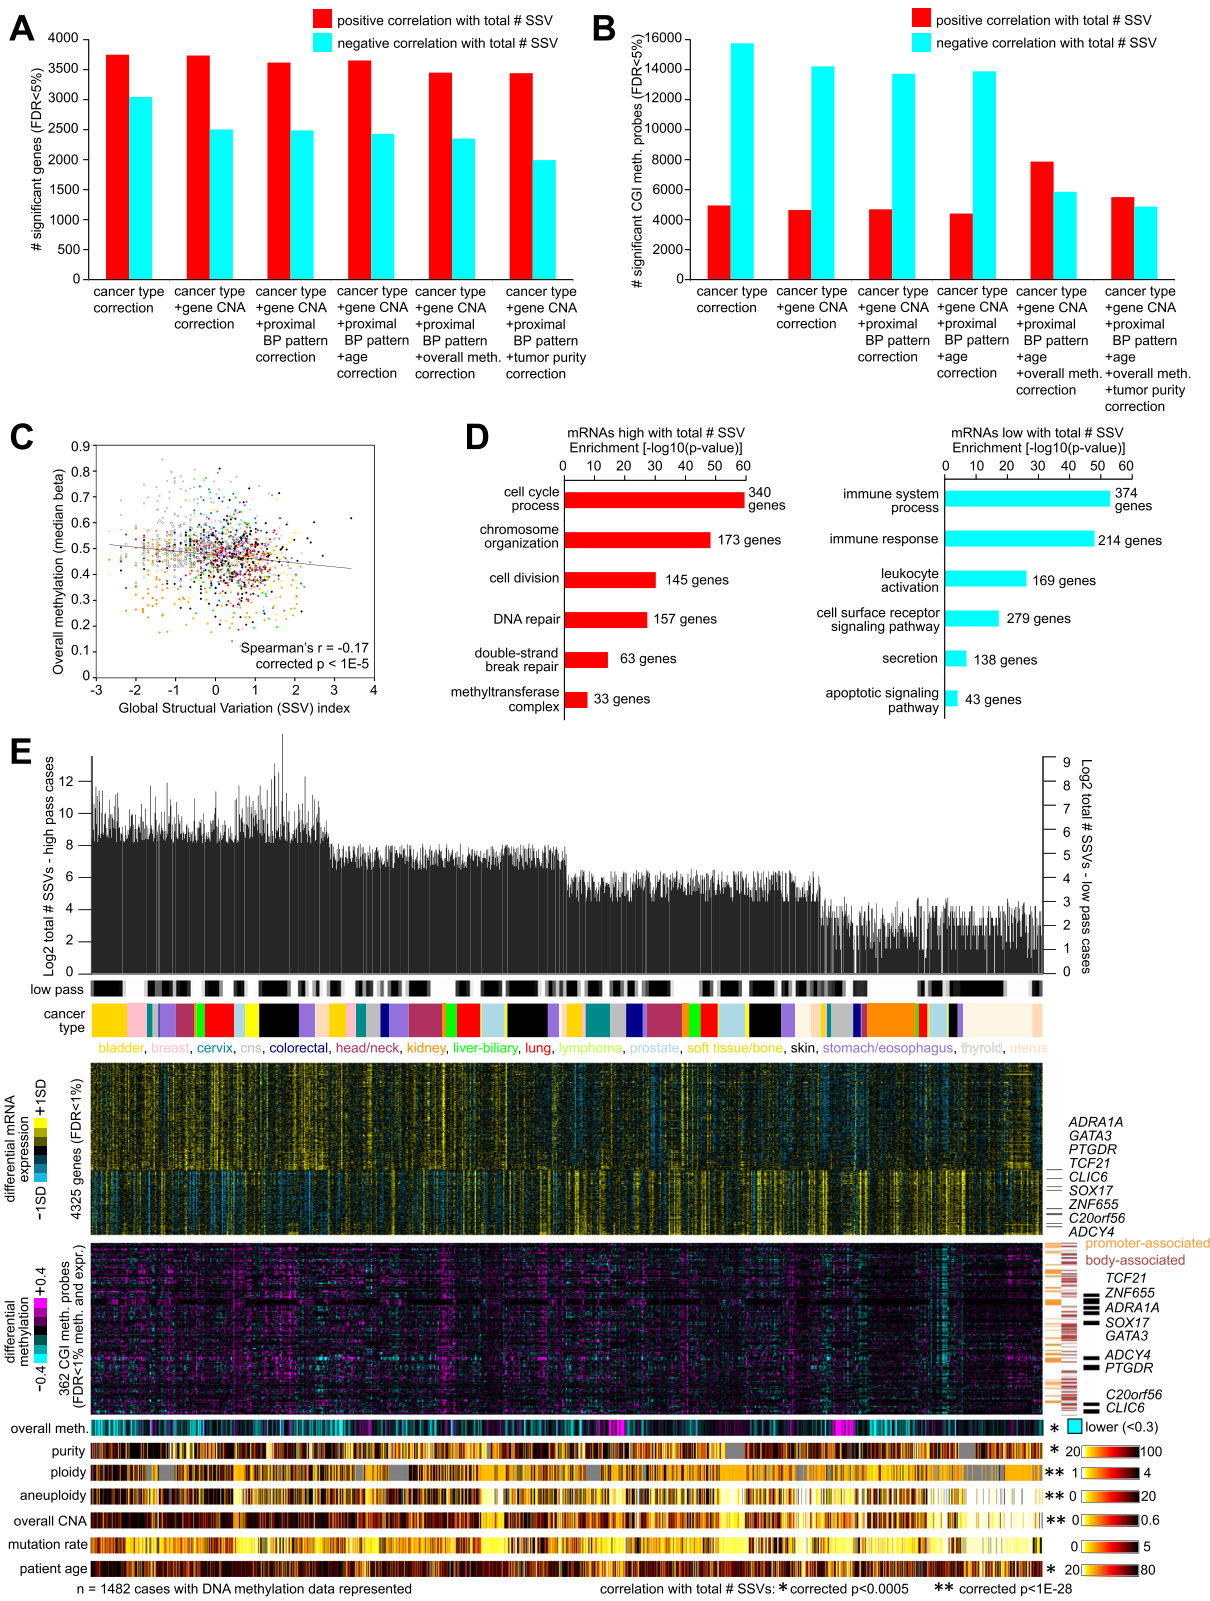 A
positive correlation with total # SSV
negative correlation with total # SSV
# significant genes (FDR<5%)
4000
3500
3000
2500
2000
1500
1000
500
0
cancer type
correction
cancer type
+gene CNA
correction
cancer type
+gene CNA
+proximal
BP pattern
correction
cancer type
+gene CNA
+proximal
BP pattern
+age
correction
cancer type
+gene CNA
+proximal
BP pattern
+overall meth.
correction
cancer type
+gene CNA
+proximal
BP pattern
+tumor purity
correction
B
positive correlation with total # SSV
negative correlation with total # SSV
# significant CGI meth. probes (FDR<5%)
16000
14000
12000
10000
8000
6000
4000
2000
0
cancer type
correction
cancer type
+gene CNA
correction
cancer type
+gene CNA
+proximal
BP pattern
correction
cancer type
+gene CNA
+proximal
BP pattern
+age
correction
cancer type
+gene CNA
+proximal
BP pattern
+age
+overall meth.
correction
cancer type
+gene CNA
+proximal
BP pattern
+age
+overall meth.
+tumor purity
correction
C
Overall methylation (median beta)
0.9
0.8
0.7
0.6
0.5
0.4
0.3
0.2
0.1
0
Spearman's r = -0.17
corrected p < 1E-5
-3 -2 -1 0 1 2 3 4
Global Structual Variation (SSV) index
D
mRNAs high with total # SSV
Enrichment [-log10(p-value)]
0 10 20 30 40 50 60
cell cycle
process
340
genes
chromosome
organization
173 genes
cell division
145 genes
DNA repair
157 genes
double-strand
break repair
63 genes
methyltransferase
complex
33 genes
mRNAs low with total # SSV
Enrichment [-log10(p-value)]
0 10 20 30 40 50 60
immune system
process
374
genes
immune response
214 genes
leukocyte
activation
169 genes
cell surface receptor
signaling pathway
279 genes
secretion
138 genes
apoptotic signaling
pathway
43 genes
E
Log2 total # SSVs - high pass cases
12
10
8
6
4
2
0
Log2 total # SSVs - low pass cases
9
8
7
6
5
4
3
2
1
0
low pass
cancer
type
bladder, breast, cervix, cns, colorectal, head/neck, kidney, liver-biliary, lung, lymphoma, prostate, soft tissue/bone, skin, stomach/eosophagus, thyroid, uterus
differential mRNA
expression
−1SD +1SD
4325 genes (FDR<1%)
ADRA1A
GATA3
PTGDR
TCF21
CLIC6
SOX17
ZNF655
C20orf56
ADCY4
differential
methylation
−0.4 +0.4
362 CGI meth. probes
(FDR<1% meth. and expr.)
promoter-associated
body-associated
TCF21
ZNF655
ADRA1A
SOX17
GATA3
ADCY4
PTGDR
C20orf56
CLIC6
overall meth. * lower (<0.3)
purity * 20 100
ploidy ** 1 4
aneuploidy ** 0 20
overall CNA ** 0 0.6
mutation rate 0 5
patient age * 20 80
n = 1482 cases with DNA methylation data represented
correlation with total # SSVs: * corrected p<0.0005 ** corrected p<1E-28